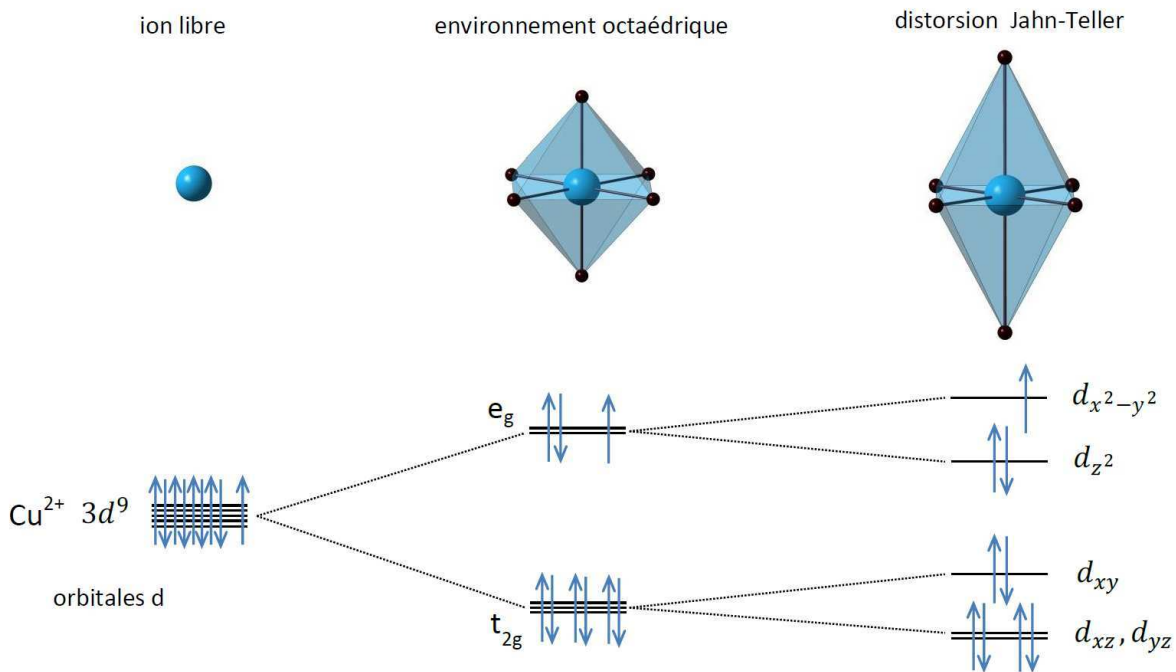 ion libre
environnement octaédrique
distorsion Jahn-Teller
e_g
d_{x^2-y^2}
d_{z^2}
Cu^{2+} 3d^9
orbitales d
t_{2g}
d_{xy}
d_{xz}, d_{yz}